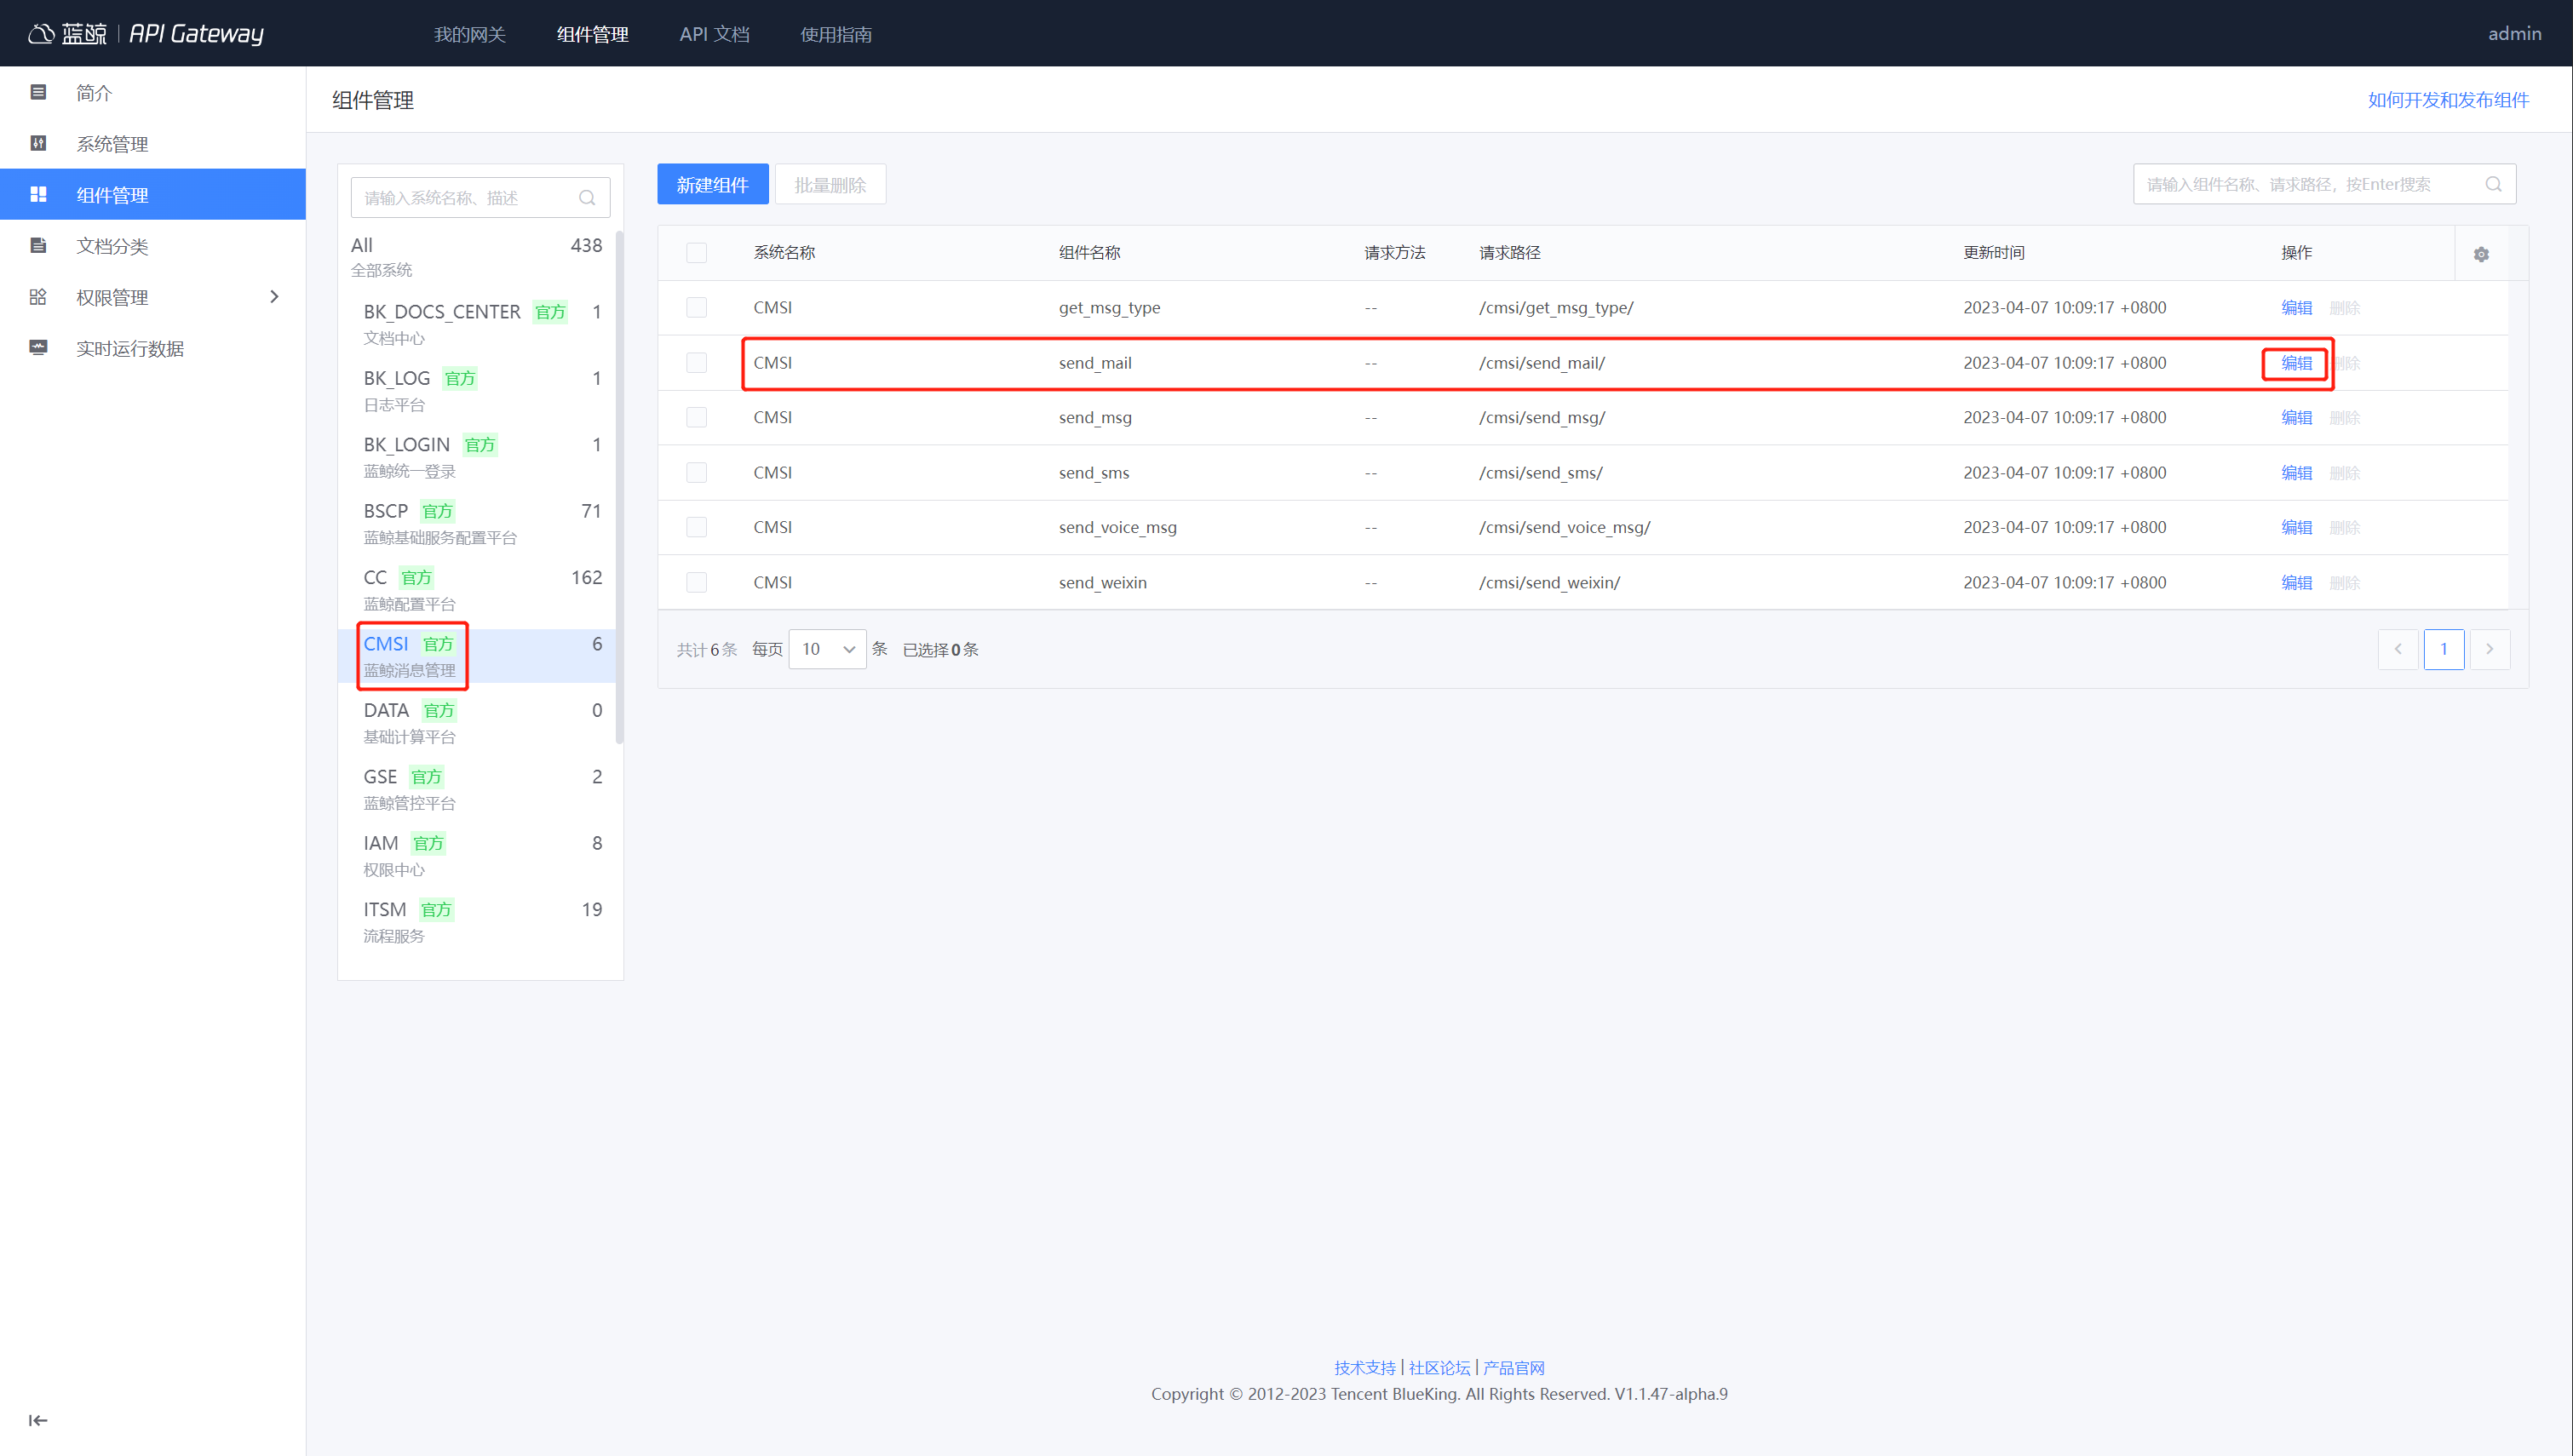 蓝鲸 | API Gateway 我的网关 组件管理 API 文档 使用指南 admin
简介
系统管理
组件管理
文档分类
权限管理
实时运行数据
组件管理 如何开发和发布组件
请输入系统名称、描述
All 438
全部系统
BK_DOCS_CENTER 官方 1
文档中心
BK_LOG 官方 1
日志平台
BK_LOGIN 官方 1
蓝鲸统一登录
BSCP 官方 71
蓝鲸基础服务配置平台
CC 官方 162
蓝鲸配置平台
CMSI 官方 6
蓝鲸消息管理
DATA 官方 0
基础计算平台
GSE 官方 2
蓝鲸管控平台
IAM 官方 8
权限中心
ITSM 官方 19
流程服务
新建组件 批量删除 请输入组件名称、请求路径，按Enter搜索
系统名称 组件名称 请求方法 请求路径 更新时间 操作
CMSI get_msg_type -- /cmsi/get_msg_type/ 2023-04-07 10:09:17 +0800 编辑 删除
CMSI send_mail -- /cmsi/send_mail/ 2023-04-07 10:09:17 +0800 编辑 删除
CMSI send_msg -- /cmsi/send_msg/ 2023-04-07 10:09:17 +0800 编辑 删除
CMSI send_sms -- /cmsi/send_sms/ 2023-04-07 10:09:17 +0800 编辑 删除
CMSI send_voice_msg -- /cmsi/send_voice_msg/ 2023-04-07 10:09:17 +0800 编辑 删除
CMSI send_weixin -- /cmsi/send_weixin/ 2023-04-07 10:09:17 +0800 编辑 删除
共计6条 每页 10 条 已选择0条 1
技术支持 | 社区论坛 | 产品官网
Copyright © 2012-2023 Tencent BlueKing. All Rights Reserved. V1.1.47-alpha.9